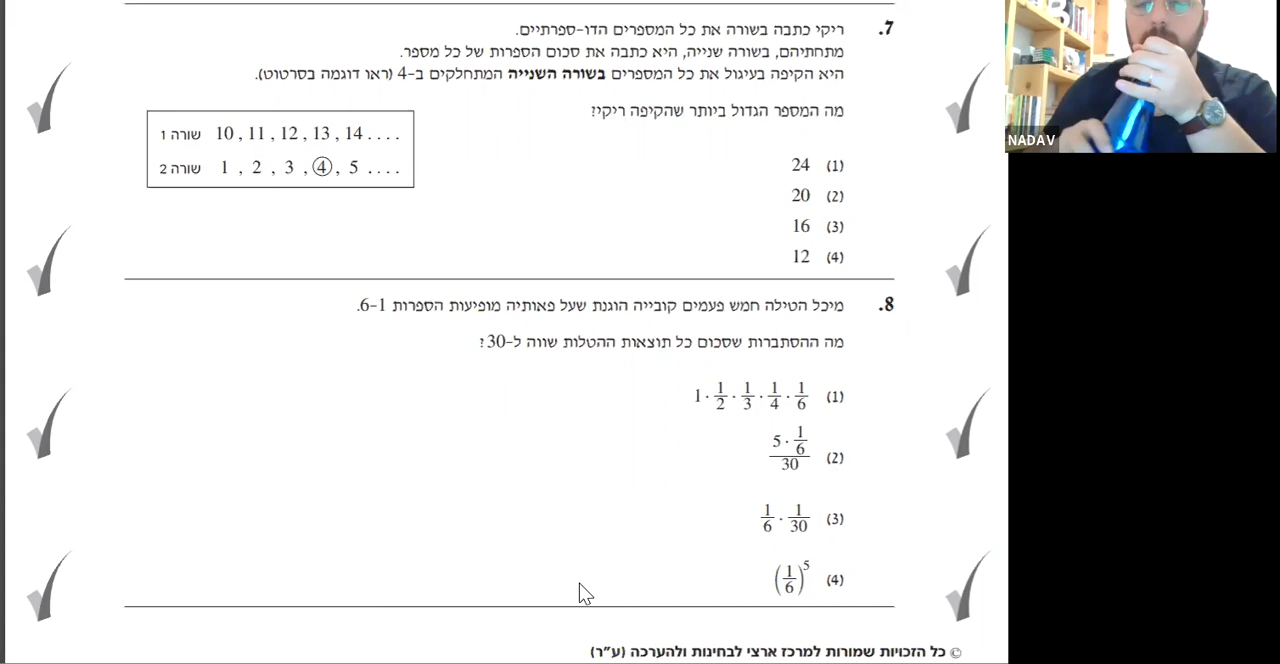 7. ריקי כתבה בשורה את כל המספרים הדו-ספרתיים.
מתחתיהם, בשורה שנייה, היא כתבה את סכום הספרות של כל מספר.
היא הקיפה בעיגול את כל המספרים בשורה השנייה המתחלקים ב-4 (ראו דוגמה בסרטוט).
מה המספר הגדול ביותר שהקיפה ריקי?
שורה 1 10 , 11 , 12 , 13 , 14 . . . .
שורה 2 1 , 2 , 3 , 4 , 5 . . . .
(1) 24
(2) 20
(3) 16
(4) 12
8. מיכל הטילה חמש פעמים קובייה הוגנת שעל פאותיה מופיעות הספרות 6-1.
מה ההסתברות שסכום כל תוצאות ההטלות שווה ל-30?
(1) 1 · 1/2 · 1/3 · 1/4 · 1/6
(2) (5 · 1/6)/30
(3) 1/6 · 1/30
(4) (1/6)^5
© כל הזכויות שמורות למרכז ארצי לבחינות ולהערכה (ע"ר)
NADAV